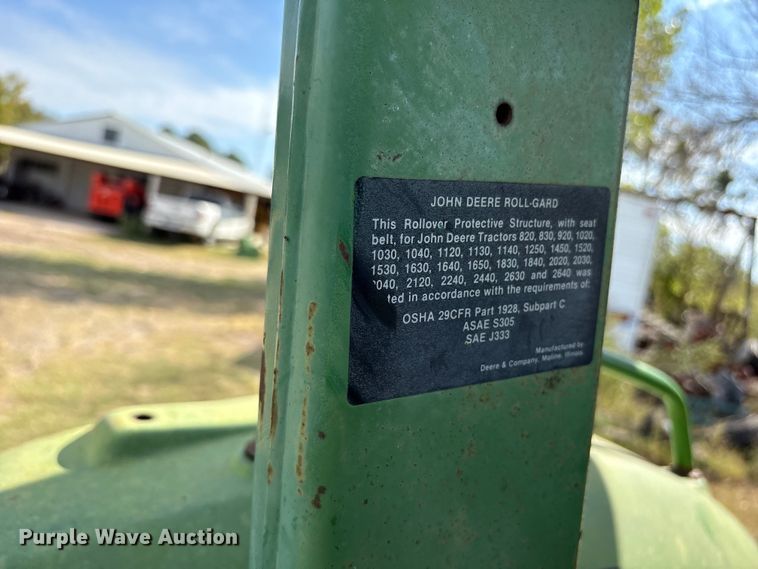 JOHN DEERE ROLL-GARD
This Rollover Protective Structure, with seat
belt, for John Deere Tractors 820, 830, 920, 1020,
1030, 1040, 1120, 1130, 1140, 1250, 1450, 1520,
1530, 1630, 1640, 1650, 1830, 1840, 2020, 2030,
040, 2120, 2240, 2440, 2630 and 2640 was
ted in accordance with the requirements of:
OSHA 29CFR Part 1928, Subpart C
ASAE S305
SAE J333
Manufactured by
Deere & Company, Moline, Illinois
Purple Wave Auction